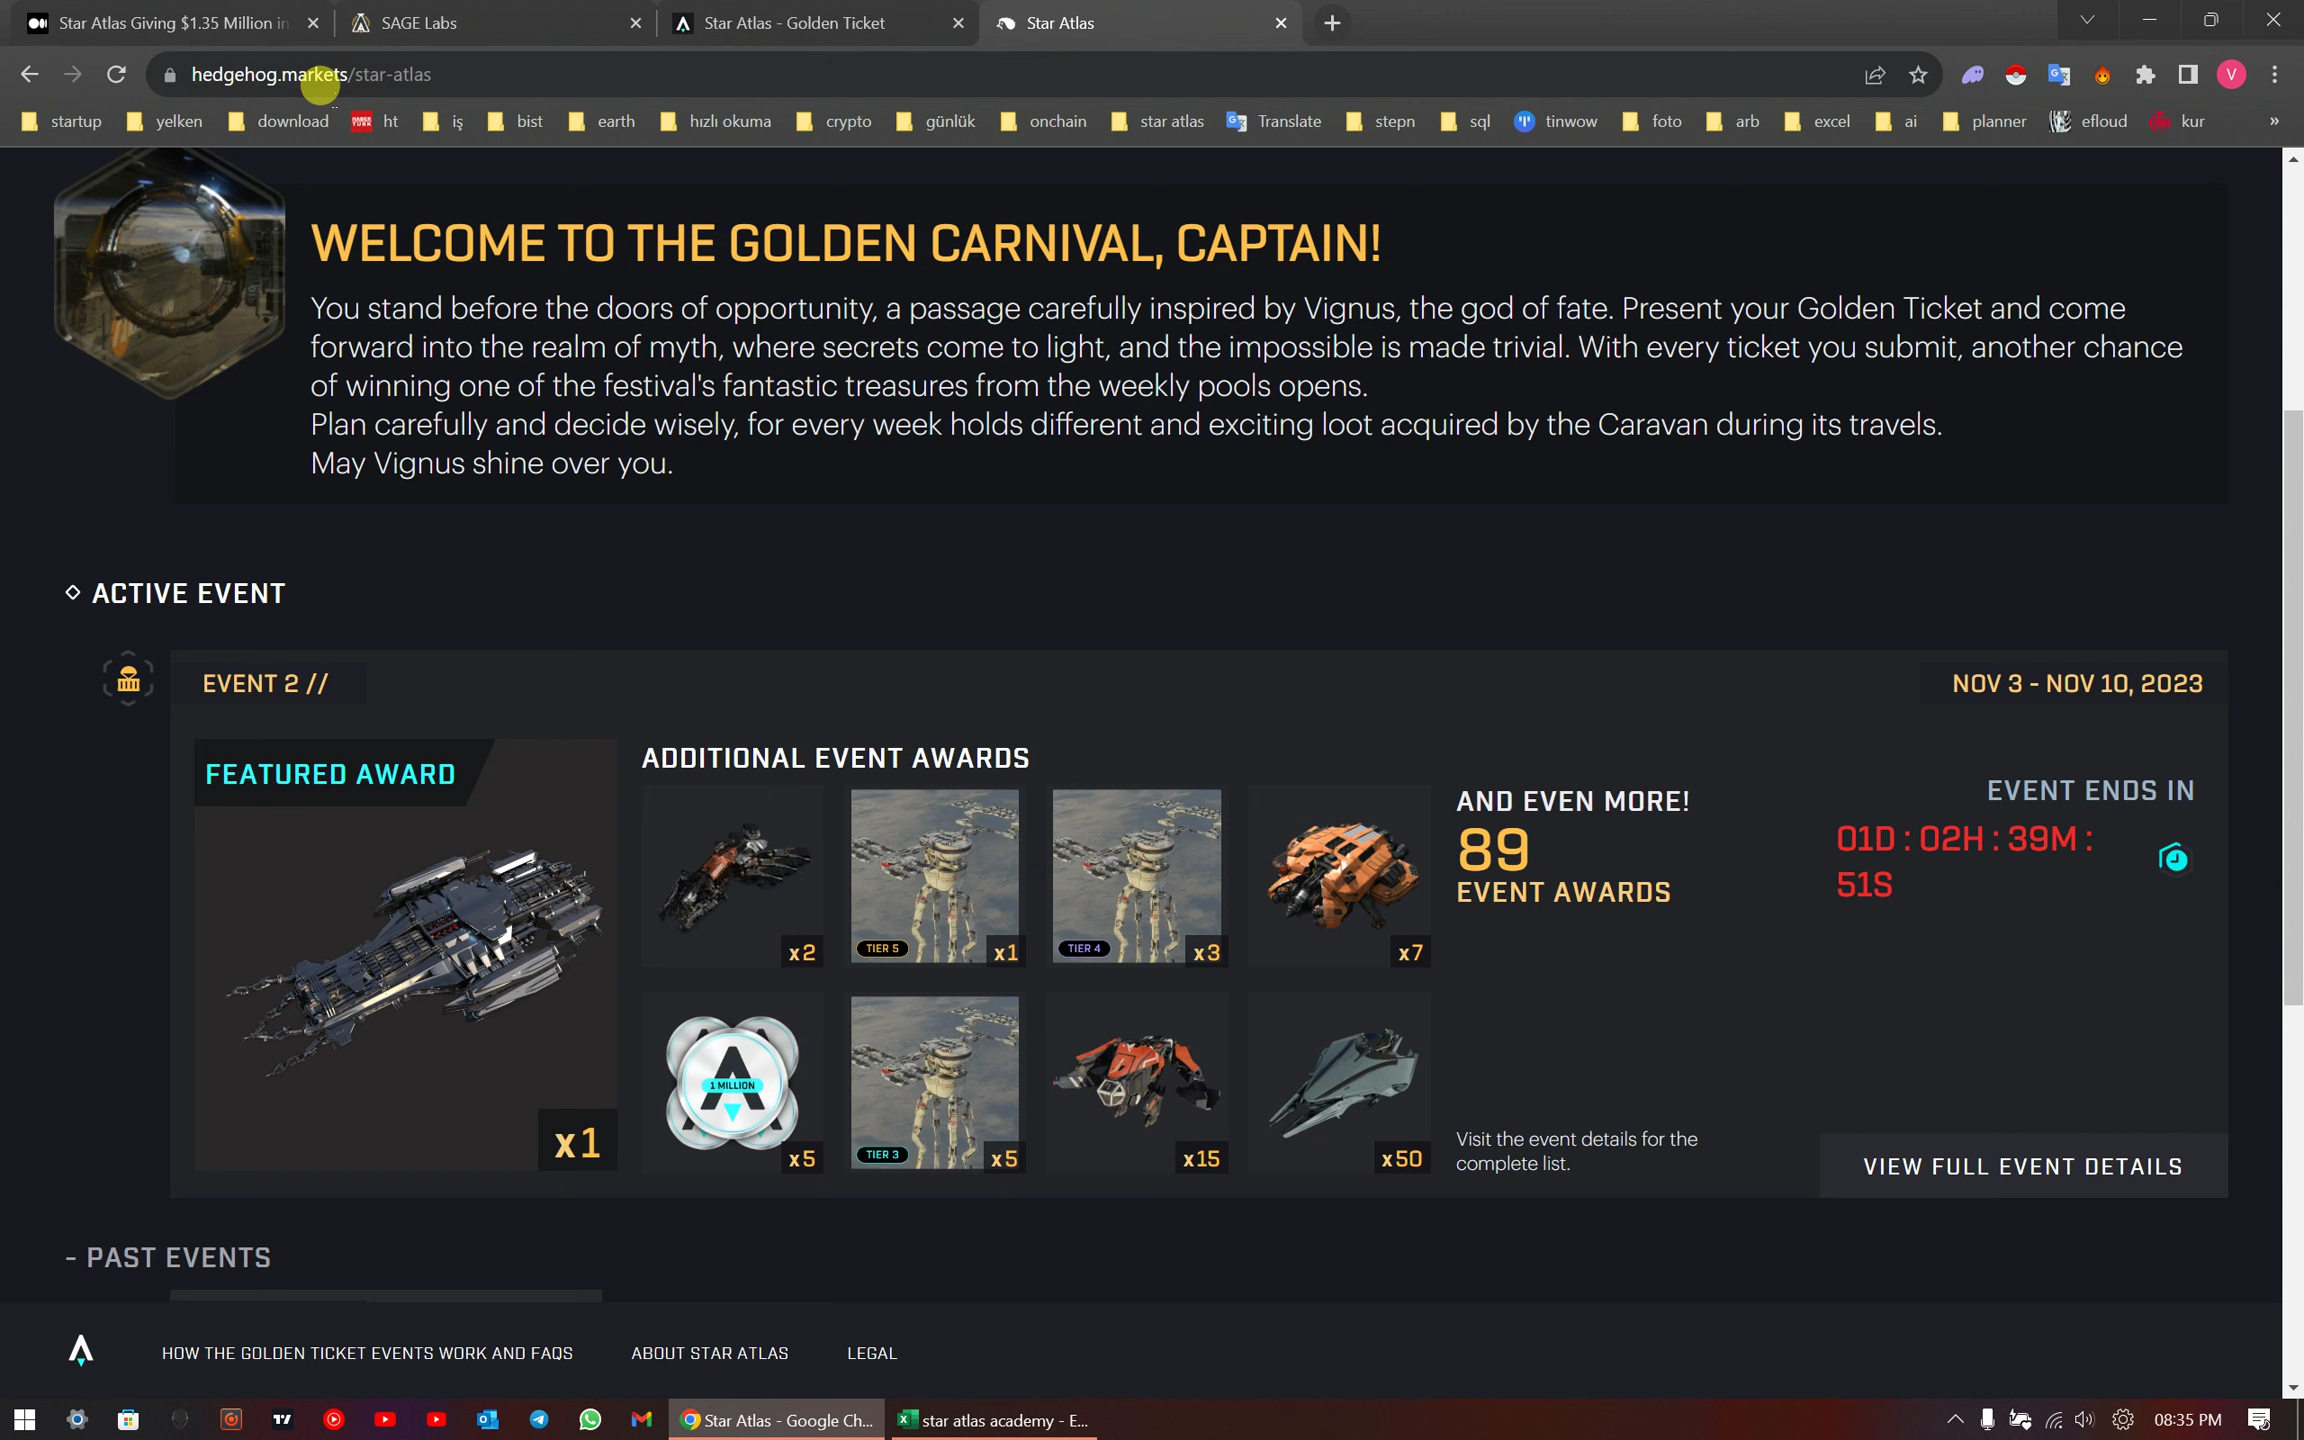 Star Atlas Giving $1.35 Million in
SAGE Labs
Star Atlas - Golden Ticket
Star Atlas
hedgehog.markets/star-atlas
V
startup
yelken
download
HABER TÜRK
ht
iş
bist
earth
hızlı okuma
crypto
günlük
onchain
star atlas
Translate
stepn
sql
tinwow
foto
arb
excel
ai
planner
efloud
kur
»
WELCOME TO THE GOLDEN CARNIVAL, CAPTAIN!
You stand before the doors of opportunity, a passage carefully inspired by Vignus, the god of fate. Present your Golden Ticket and come
forward into the realm of myth, where secrets come to light, and the impossible is made trivial. With every ticket you submit, another chance
of winning one of the festival's fantastic treasures from the weekly pools opens.
Plan carefully and decide wisely, for every week holds different and exciting loot acquired by the Caravan during its travels.
May Vignus shine over you.
ACTIVE EVENT
EVENT 2 //
NOV 3 - NOV 10, 2023
FEATURED AWARD
x1
ADDITIONAL EVENT AWARDS
x2
TIER 5
x1
TIER 4
x3
x7
1 MILLION
x5
TIER 3
x5
x15
x50
AND EVEN MORE!
89
EVENT AWARDS
Visit the event details for the
complete list.
EVENT ENDS IN
01D : 02H : 39M :
51S
VIEW FULL EVENT DETAILS
- PAST EVENTS
HOW THE GOLDEN TICKET EVENTS WORK AND FAQS
ABOUT STAR ATLAS
LEGAL
Star Atlas - Google Ch...
star atlas academy - E...
08:35 PM